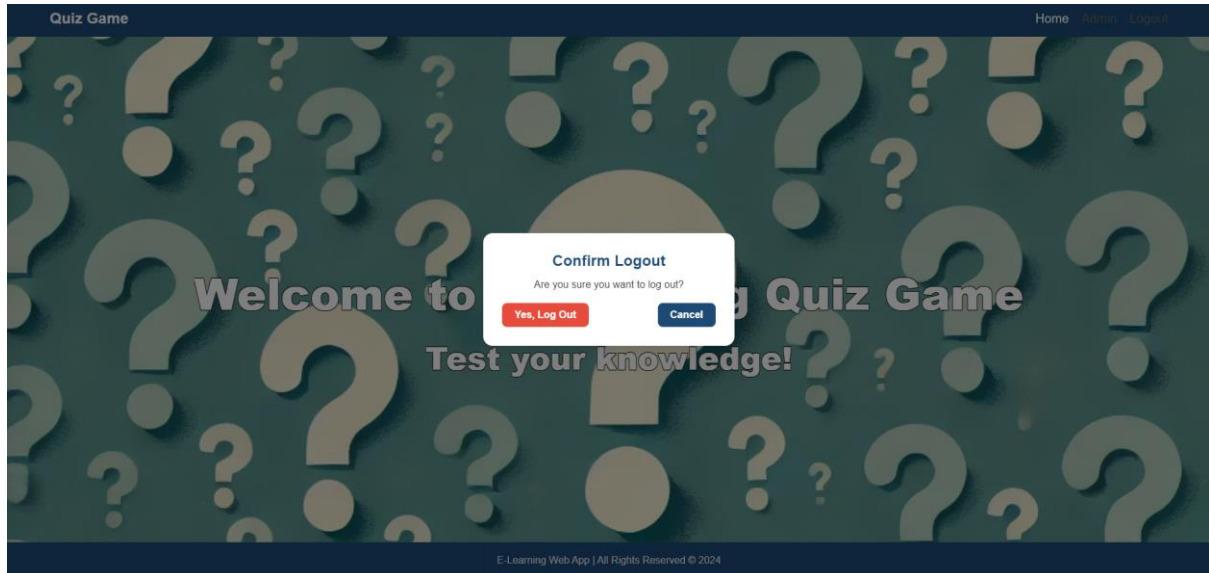 Quiz Game
Home Admin Logout
Confirm Logout
Are you sure you want to log out?
Welcome to g Quiz Game
Yes, Log Out Cancel
Test your knowledge!
E-Learning Web App | All Rights Reserved © 2024